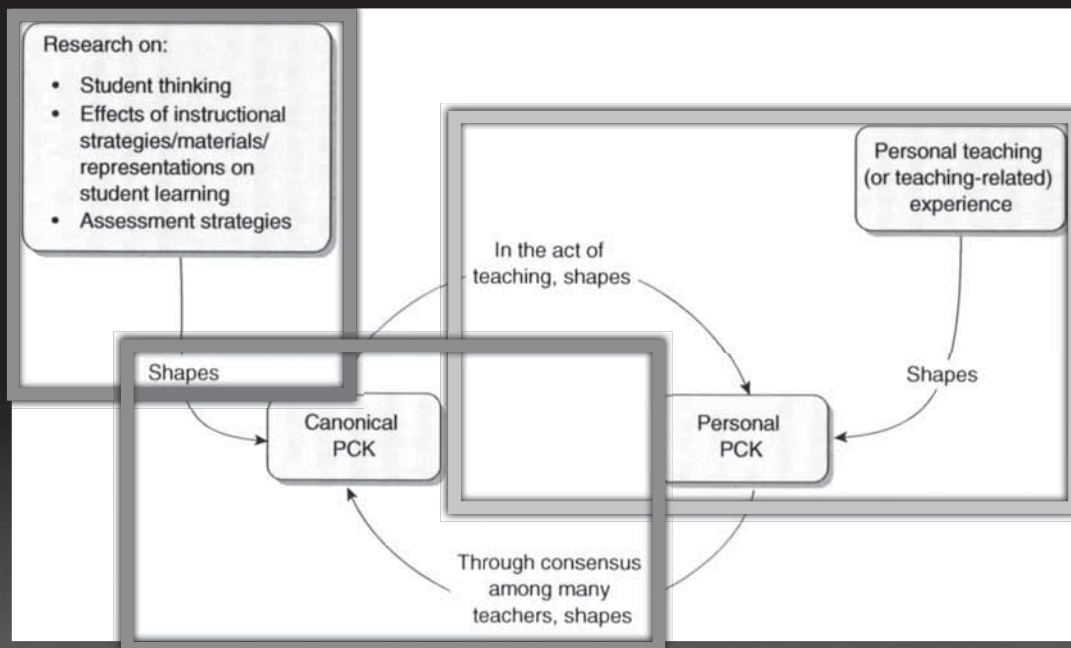 Research on:
• Student thinking
• Effects of instructional
strategies/materials/
representations on
student learning
• Assessment strategies
Personal teaching
(or teaching-related)
experience
In the act of
teaching, shapes
Shapes
Shapes
Canonical
PCK
Personal
PCK
Through consensus
among many
teachers, shapes